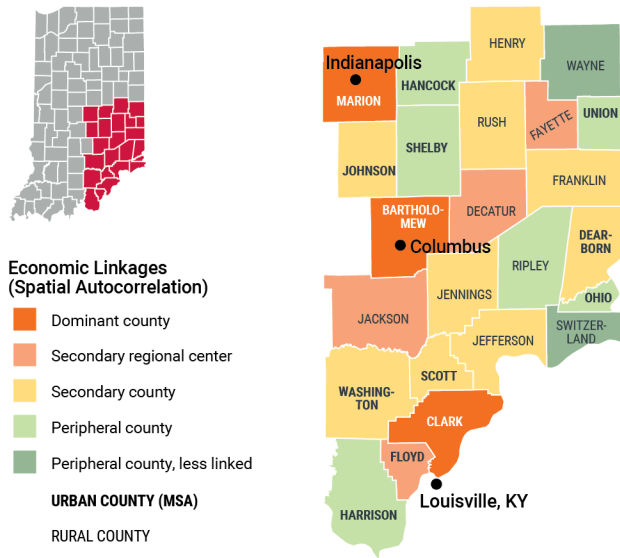 HENRY
Indianapolis
WAYNE
HANCOCK
MARION
UNION
RUSH
FAYETTE
SHELBY
JOHNSON
FRANKLIN
BARTHOLO-
MEW
DECATUR
DEAR-
BORN
Columbus
RIPLEY
JENNINGS
OHIO
JACKSON
SWITZER-
LAND
JEFFERSON
SCOTT
WASHING-
TON
CLARK
FLOYD
Louisville, KY
HARRISON
Economic Linkages
(Spatial Autocorrelation)
Dominant county
Secondary regional center
Secondary county
Peripheral county
Peripheral county, less linked
URBAN COUNTY (MSA)
RURAL COUNTY